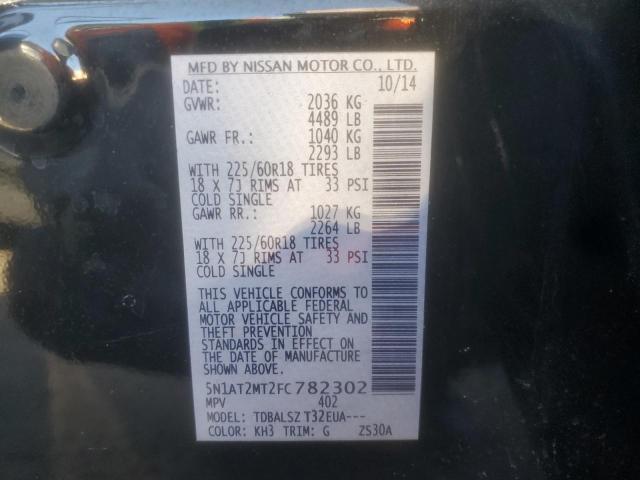 MFD BY NISSAN MOTOR CO., LTD.
DATE: 10/14
GVWR: 2036 KG
4489 LB
GAWR FR.: 1040 KG
2293 LB
WITH 225/60R18 TIRES
18 X 7J RIMS AT 33 PSI
COLD SINGLE
GAWR RR.: 1027 KG
2264 LB
WITH 225/60R18 TIRES
18 X 7J RIMS AT 33 PSI
COLD SINGLE
THIS VEHICLE CONFORMS TO
ALL APPLICABLE FEDERAL
MOTOR VEHICLE SAFETY AND
THEFT PREVENTION
STANDARDS IN EFFECT ON
THE DATE OF MANUFACTURE
SHOWN ABOVE.
5N1AT2MT2FC782302
MPV 402
MODEL: TDBALSZ T32EUA---
COLOR: KH3 TRIM: G ZS30A